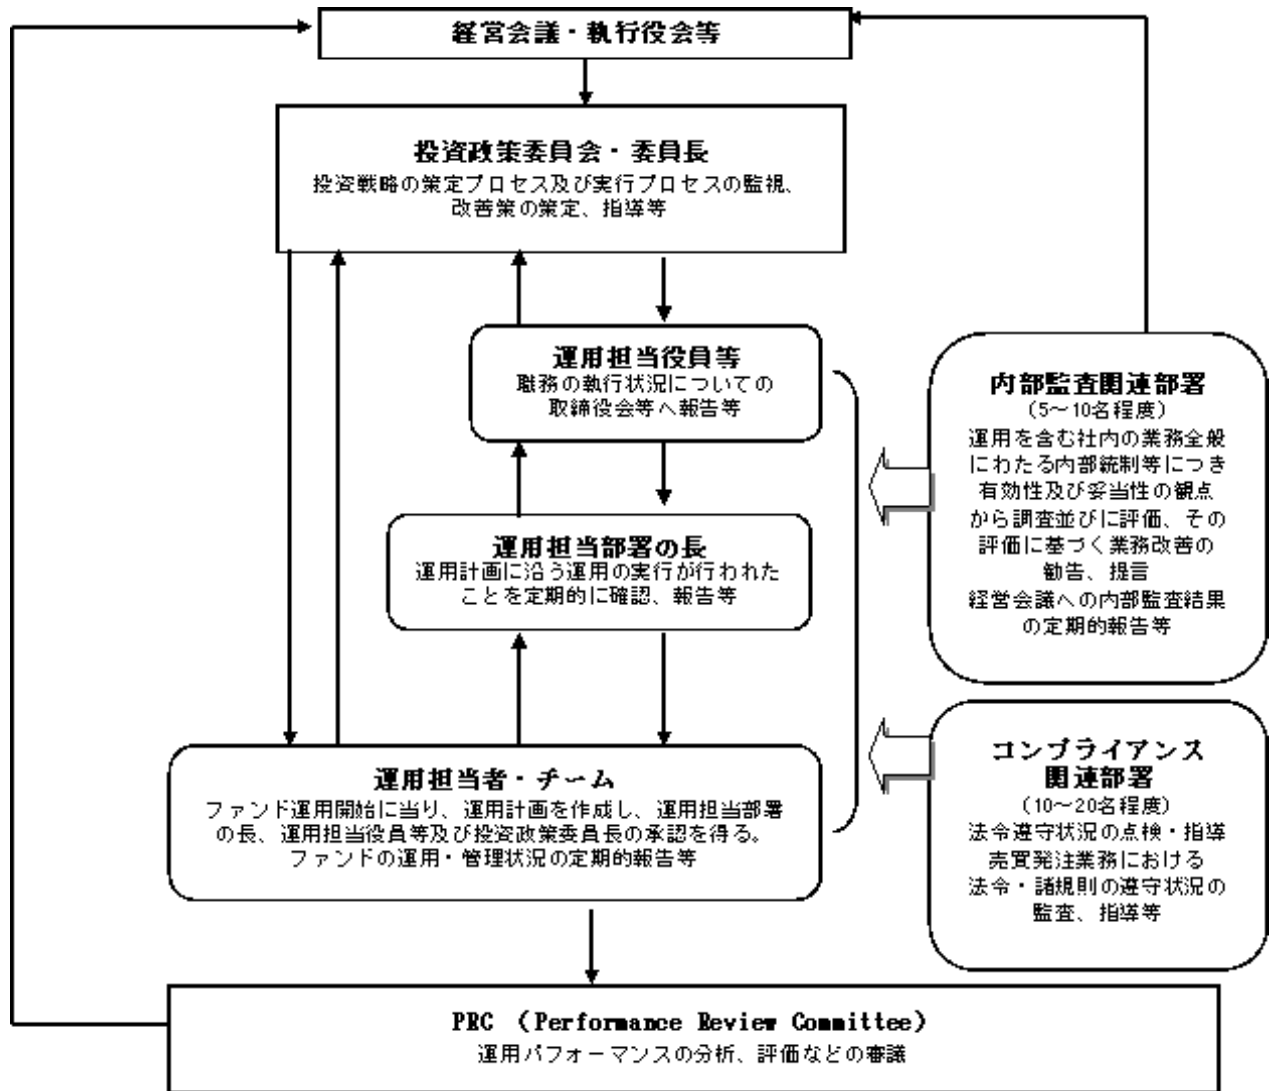 経営会議・執行役会等
投資政策委員会・委員長
投資戦略の策定プロセス及び実行プロセスの監視、
改善策の策定、指導等
運用担当役員等
職務の執行状況についての
取締役会等へ報告等
運用担当部署の長
運用計画に沿う運用の実行が行われた
ことを定期的に確認、報告等
運用担当者・チーム
ファンド運用開始に当り、運用計画を作成し、運用担当部署
の長、運用担当役員等及び投資政策委員長の承認を得る。
ファンドの運用・管理状況の定期的報告等
内部監査関連部署
(5～10名程度)
運用を含む社内の業務全般
にわたる内部統制等につき
有効性及び妥当性の観点
から調査並びに評価、その
評価に基づく業務改善の
勧告、提言
経営会議への内部監査結果
の定期的報告等
コンプライアンス
関連部署
(10～20名程度)
法令遵守状況の点検・指導
売買発注業務における
法令・諸規則の遵守状況の
監査、指導等
PRC （Performance Review Committee）
運用パフォーマンスの分析、評価などの審議